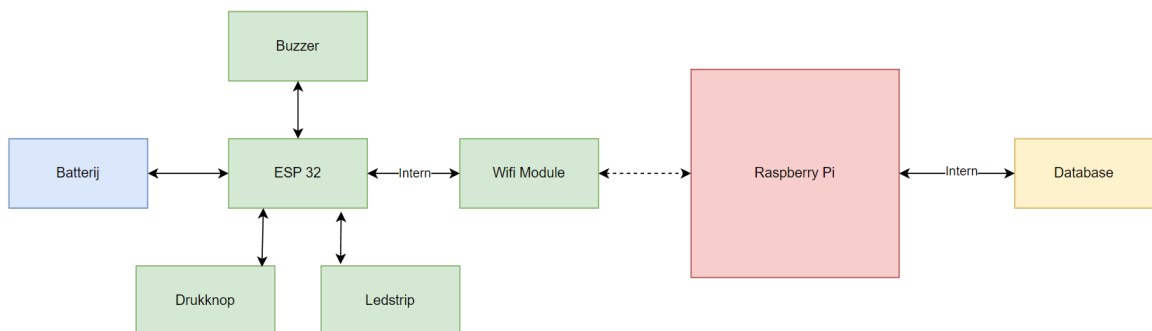 Buzzer
Batterij
ESP 32
Intern
Wifi Module
Raspberry Pi
Intern
Database
Drukknop
Ledstrip